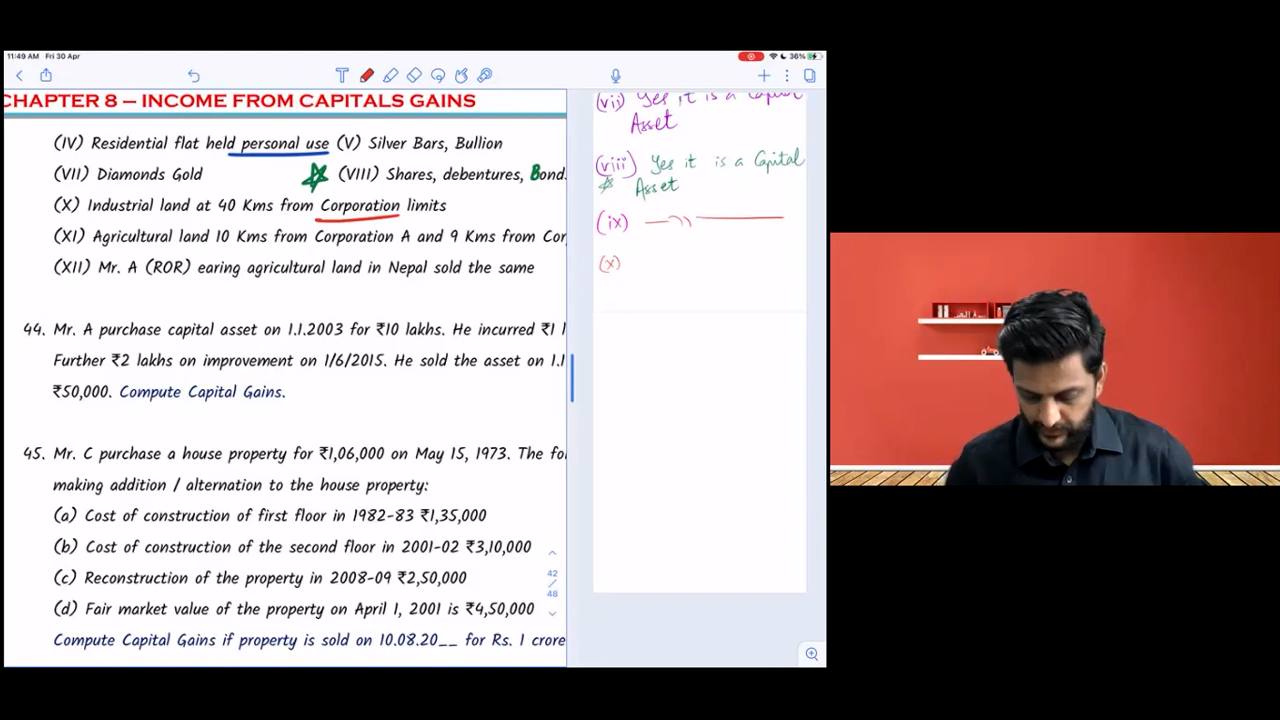 11:49 AM Fri 30 Apr
36%
CHAPTER 8 – INCOME FROM CAPITALS GAINS
(IV) Residential flat held personal use (V) Silver Bars, Bullion
(VII) Diamonds Gold (VIII) Shares, debentures, Bond.
(X) Industrial land at 40 Kms from Corporation limits
(XI) Agricultural land 10 Kms from Corporation A and 9 Kms from Cor
(XII) Mr. A (ROR) earing agricultural land in Nepal sold the same
44. Mr. A purchase capital asset on 1.1.2003 for ₹10 lakhs. He incurred ₹1 l
Further ₹2 lakhs on improvement on 1/6/2015. He sold the asset on 1.1
₹50,000. Compute Capital Gains.
45. Mr. C purchase a house property for ₹1,06,000 on May 15, 1973. The fo
making addition / alternation to the house property:
(a) Cost of construction of first floor in 1982-83 ₹1,35,000
(b) Cost of construction of the second floor in 2001-02 ₹3,10,000
(c) Reconstruction of the property in 2008-09 ₹2,50,000
(d) Fair market value of the property on April 1, 2001 is ₹4,50,000
Compute Capital Gains if property is sold on 10.08.20__ for Rs. 1 crore
42
/
48
(vii) Yes it is a Capital
Asset
(viii) Yes it is a Capital
Asset
(ix) —,,—
(x)